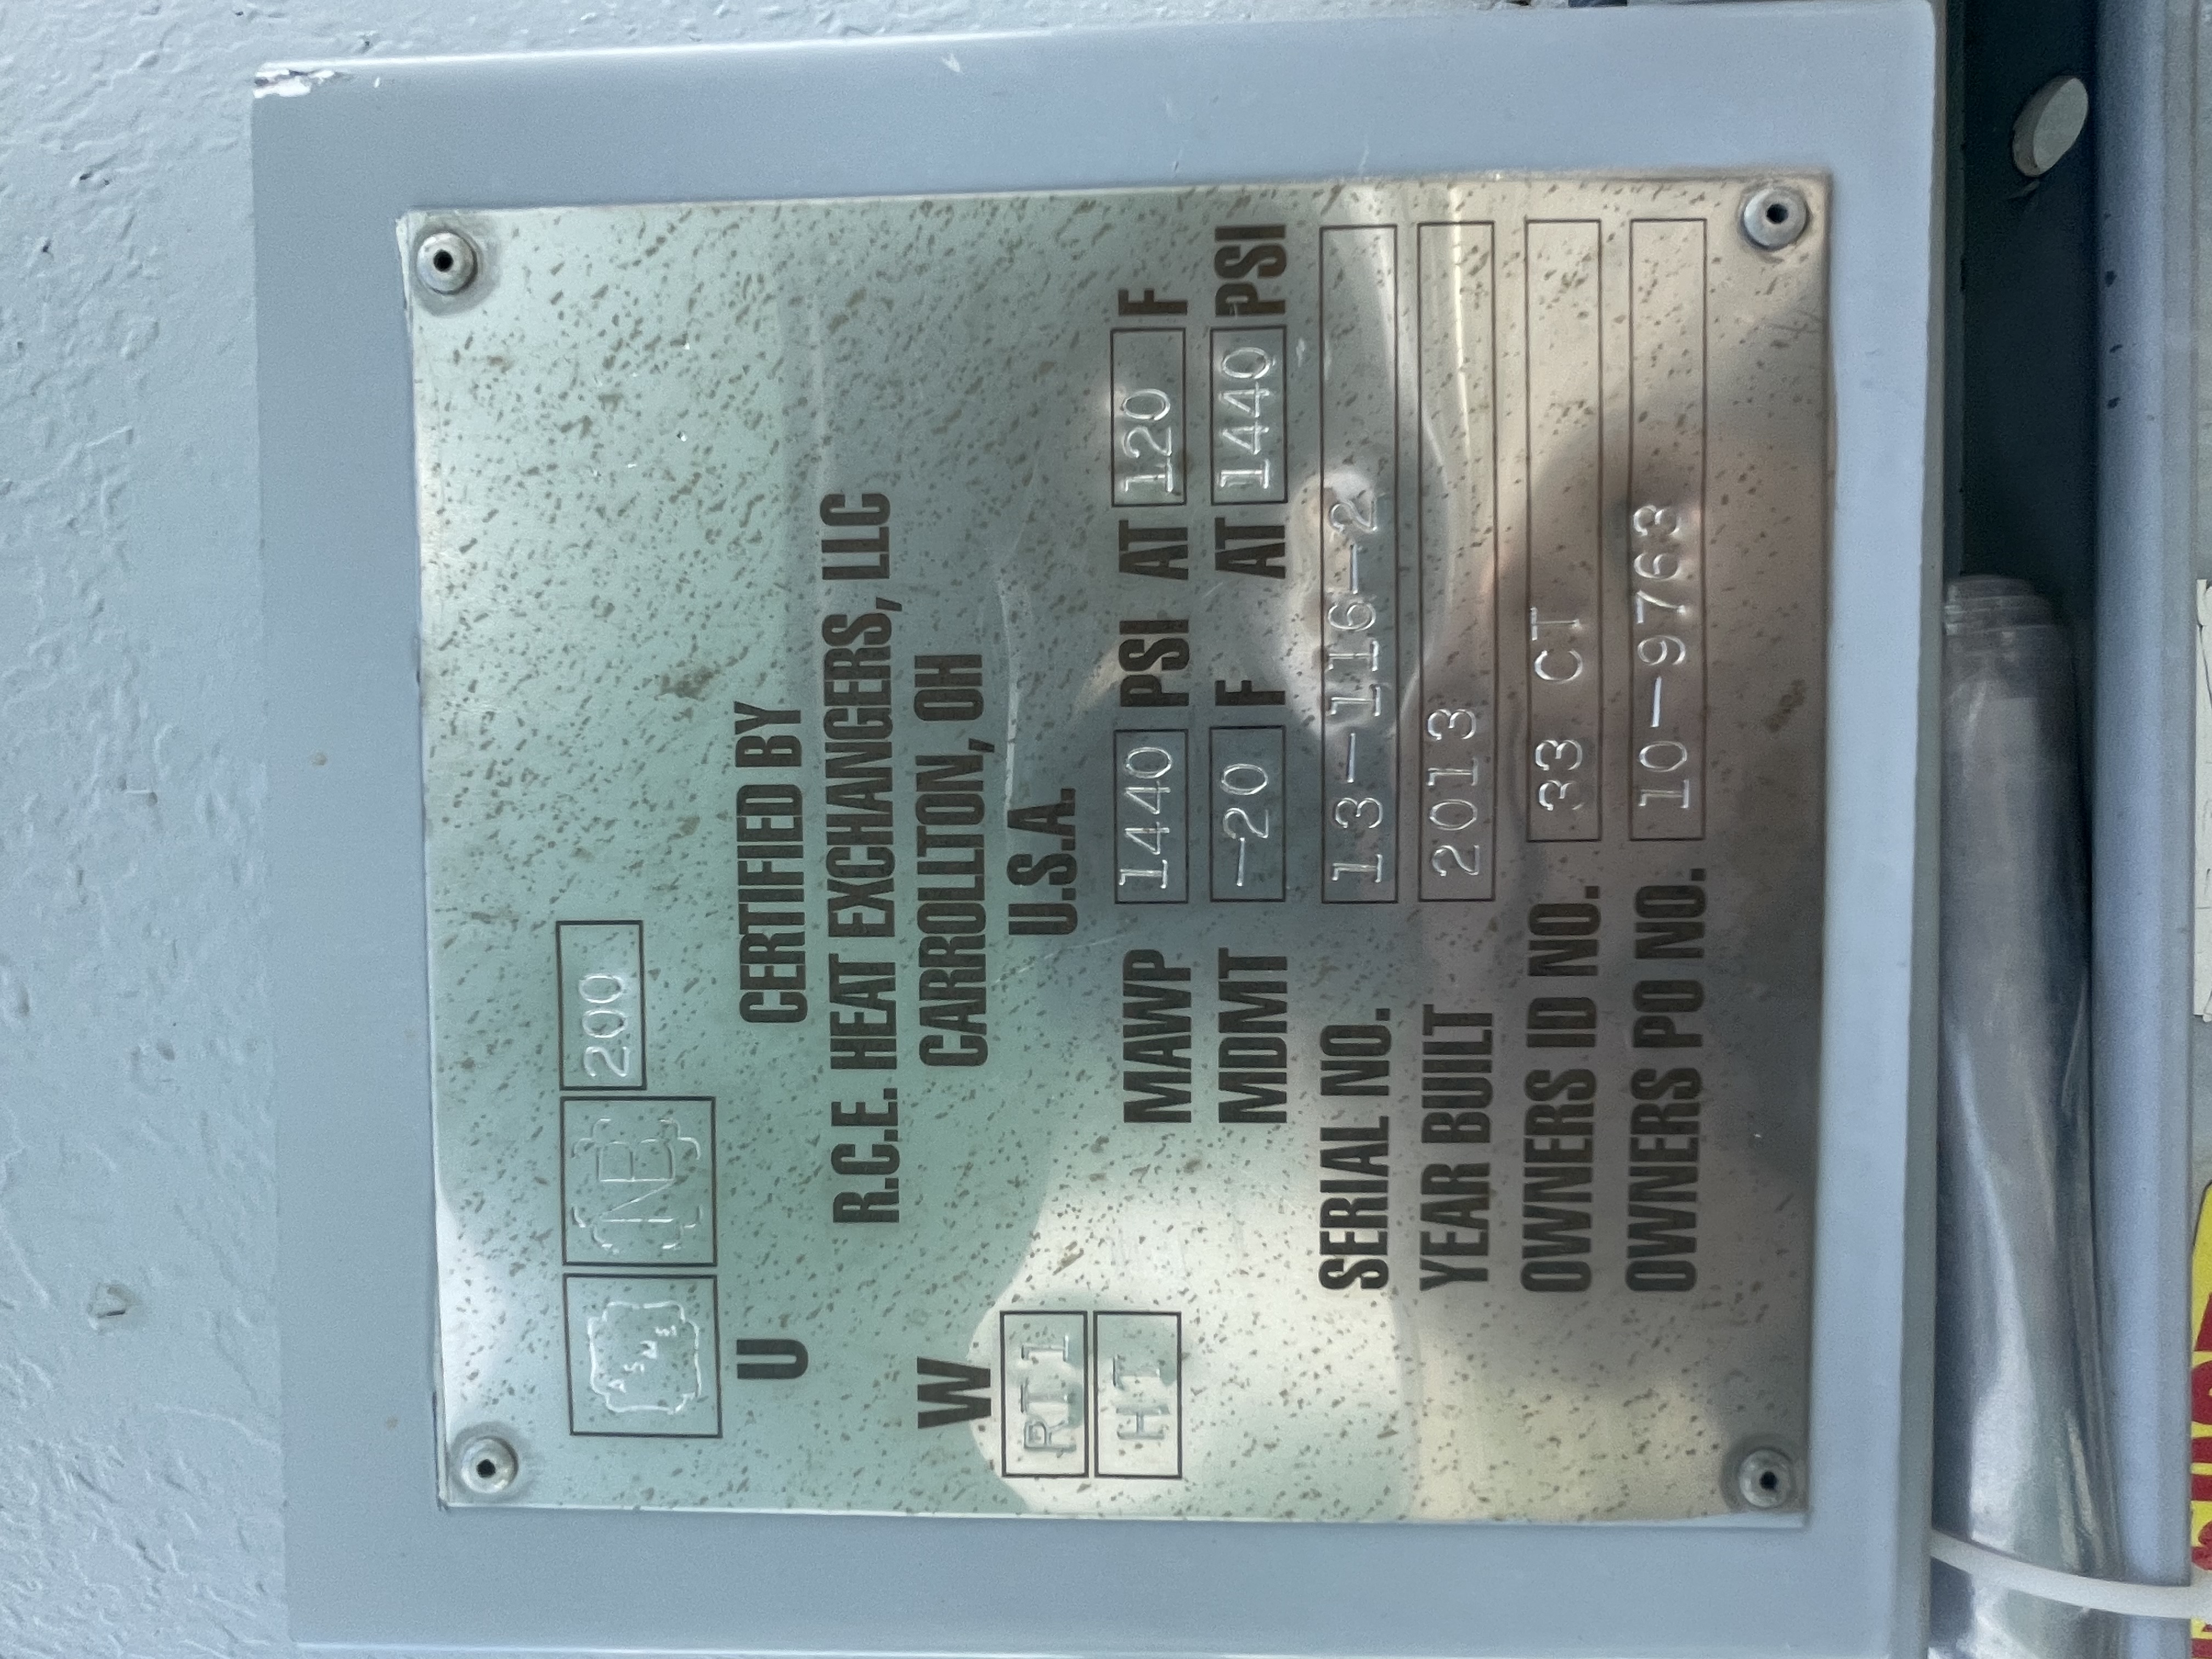 ASME NB 200
U
CERTIFIED BY
R.C.E. HEAT EXCHANGERS, LLC
CARROLLTON, OH
U.S.A.
W
RT1
HT
MAWP 1440 PSI AT 120 F
MDMT -20 F AT 1440 PSI
SERIAL NO. 13-116-2
YEAR BUILT 2013
OWNERS ID NO. 33 CT
OWNERS PO NO. 10-9763